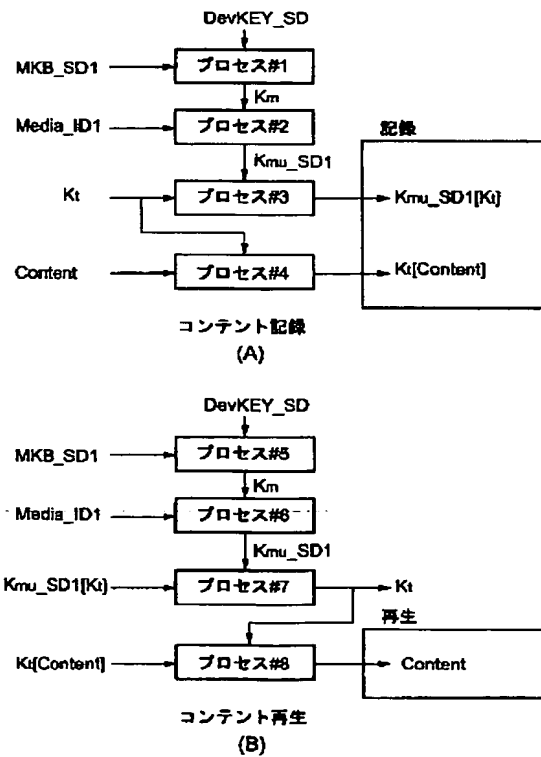 DevKEY_SD
MKB_SD1
プロセス#1
Km
Media_ID1
プロセス#2
記録
Kmu_SD1
Kt
プロセス#3
Kmu_SD1[Kt]
Content
プロセス#4
Kt[Content]
コンテント記録
(A)
DevKEY_SD
MKB_SD1
プロセス#5
Km
Media_ID1
プロセス#6
Kmu_SD1
Kmu_SD1[Kt]
プロセス#7
Kt
再生
Kt[Content]
プロセス#8
Content
コンテント再生
(B)